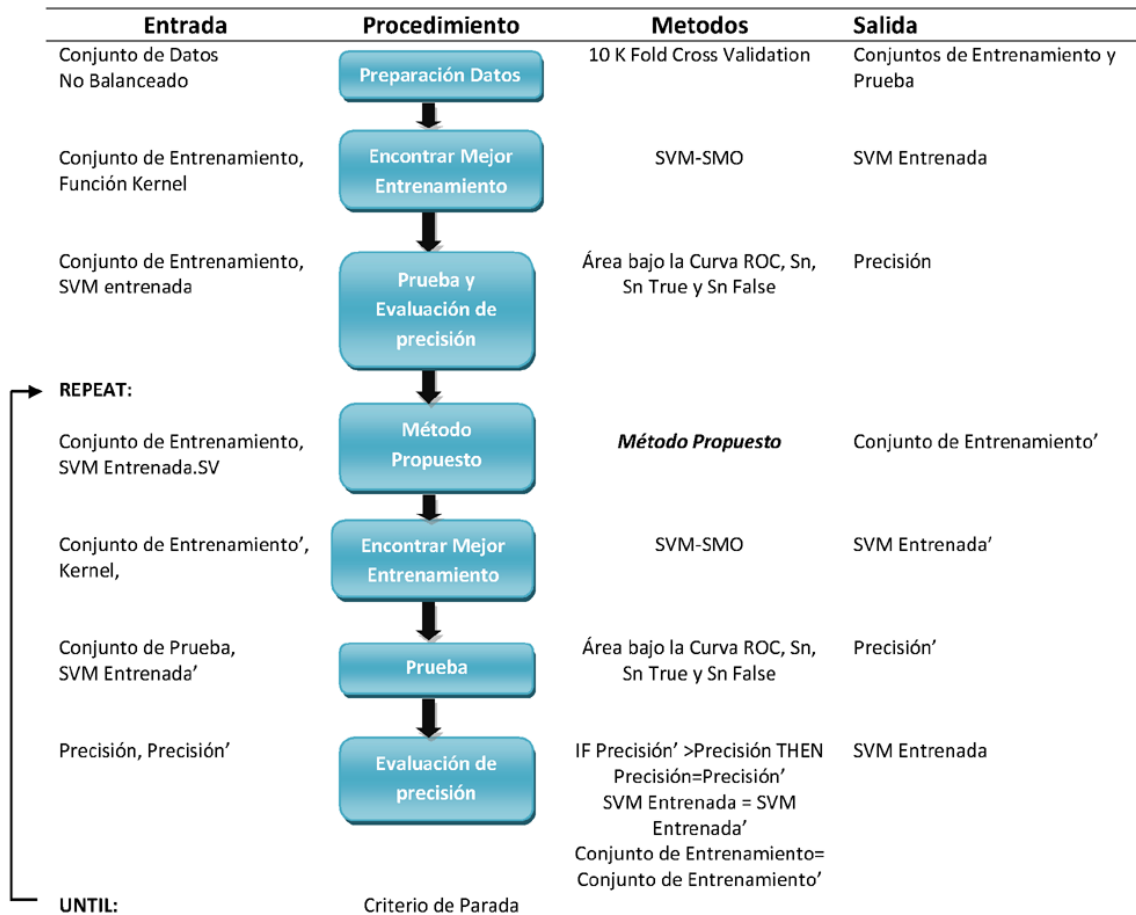 Entrada Procedimiento Metodos Salida
Conjunto de Datos
No Balanceado
Preparación Datos
10 K Fold Cross Validation
Conjuntos de Entrenamiento y
Prueba
Conjunto de Entrenamiento,
Función Kernel
Encontrar Mejor
Entrenamiento
SVM-SMO
SVM Entrenada
Conjunto de Entrenamiento,
SVM entrenada
Prueba y
Evaluación de
precisión
Área bajo la Curva ROC, Sn,
Sn True y Sn False
Precisión
REPEAT:
Conjunto de Entrenamiento,
SVM Entrenada.SV
Método
Propuesto
Método Propuesto
Conjunto de Entrenamiento’
Conjunto de Entrenamiento’,
Kernel,
Encontrar Mejor
Entrenamiento
SVM-SMO
SVM Entrenada’
Conjunto de Prueba,
SVM Entrenada’
Prueba
Área bajo la Curva ROC, Sn,
Sn True y Sn False
Precisión’
Precisión, Precisión’
Evaluación de
precisión
IF Precisión’ >Precisión THEN
Precisión=Precisión’
SVM Entrenada = SVM
Entrenada’
Conjunto de Entrenamiento=
Conjunto de Entrenamiento’
SVM Entrenada
UNTIL:
Criterio de Parada